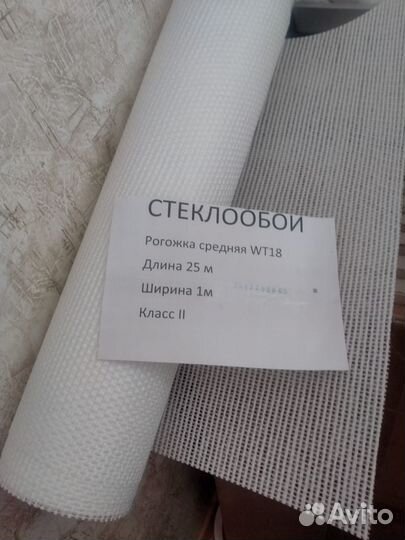 СТЕКЛООБОИ
Рогожка средняя WT18
Длина 25 м
Ширина 1м
Класс II
Avito